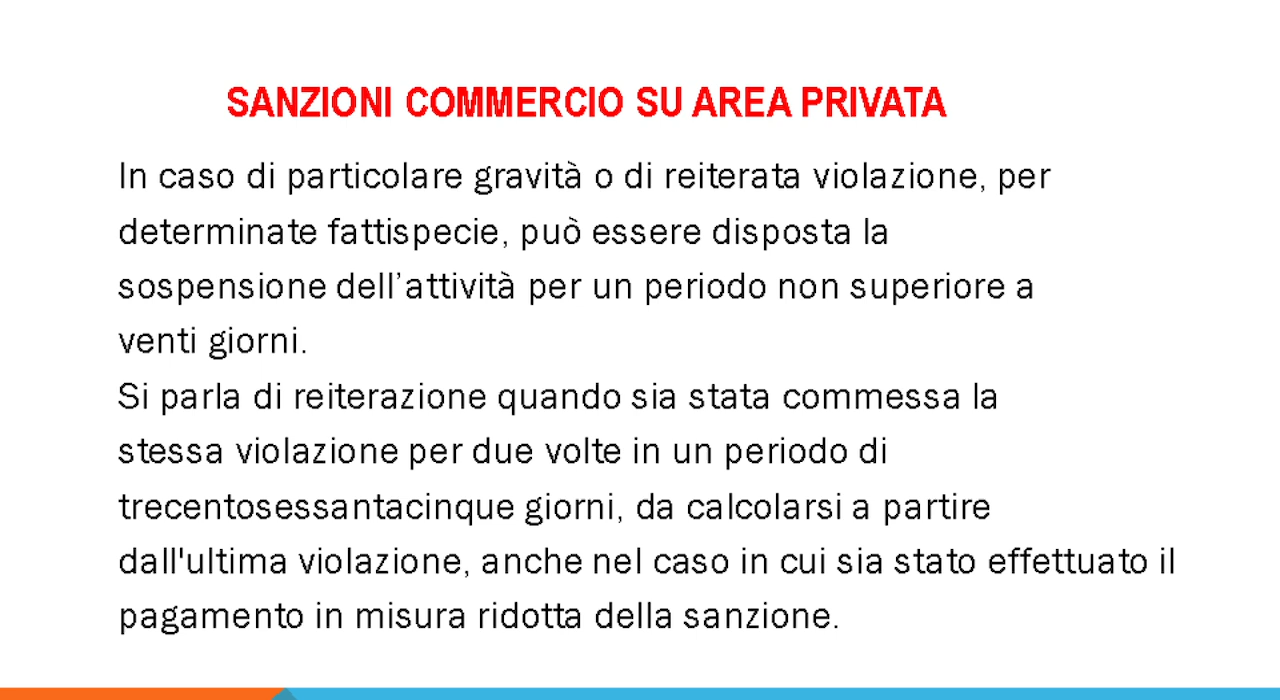 SANZIONI COMMERCIO SU AREA PRIVATA
In caso di particolare gravità o di reiterata violazione, per
determinate fattispecie, può essere disposta la
sospensione dell’attività per un periodo non superiore a
venti giorni.
Si parla di reiterazione quando sia stata commessa la
stessa violazione per due volte in un periodo di
trecentosessantacinque giorni, da calcolarsi a partire
dall'ultima violazione, anche nel caso in cui sia stato effettuato il
pagamento in misura ridotta della sanzione.